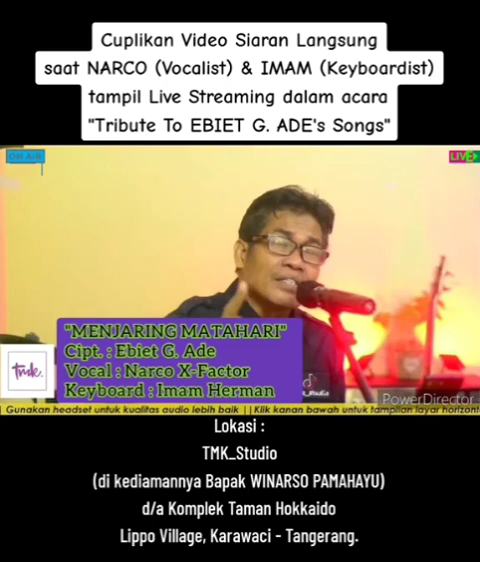 Cuplikan Video Siaran Langsung
saat NARCO (Vocalist) & IMAM (Keyboardist)
tampil Live Streaming dalam acara
"Tribute To EBIET G. ADE's Songs"
ON AIR
LIVE
"MENJARING MATAHARI"
Cipt. : Ebiet G. Ade
Vocal : Narco X-Factor
Keyboard : Imam Herman
tmk.
PowerDirector
Gunakan headset untuk kualitas audio lebih baik || Klik kanan bawah untuk tampilan layar horizont
Lokasi :
TMK_Studio
(di kediamannya Bapak WINARSO PAMAHAYU)
d/a Komplek Taman Hokkaido
Lippo Village, Karawaci - Tangerang.